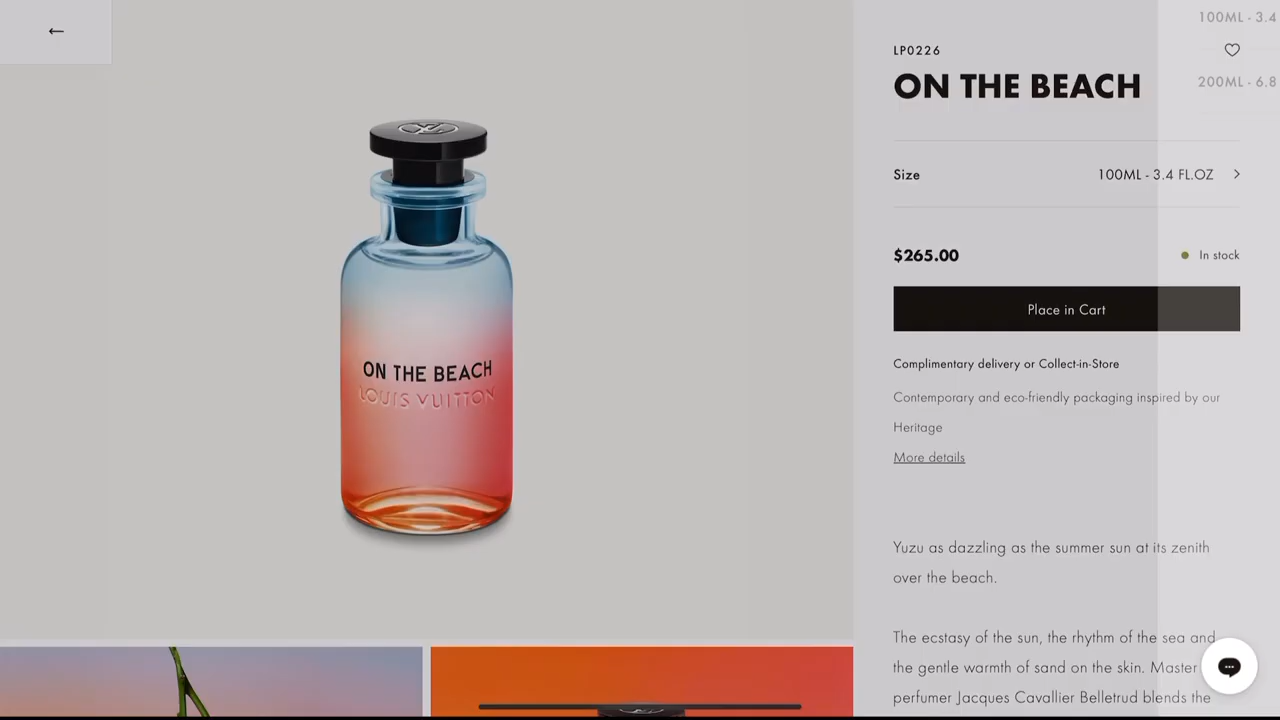 ←
100ML - 3.4
LP0226
ON THE BEACH
200ML - 6.8
Size
100ML - 3.4 FL.OZ
$265.00
In stock
Place in Cart
Complimentary delivery or Collect-in-Store
Contemporary and eco-friendly packaging inspired by our
Heritage
More details
Yuzu as dazzling as the summer sun at its zenith
over the beach.
The ecstasy of the sun, the rhythm of the sea and
the gentle warmth of sand on the skin. Master
perfumer Jacques Cavallier Belletrud blends the
LV
ON THE BEACH
LOUIS VUITTON